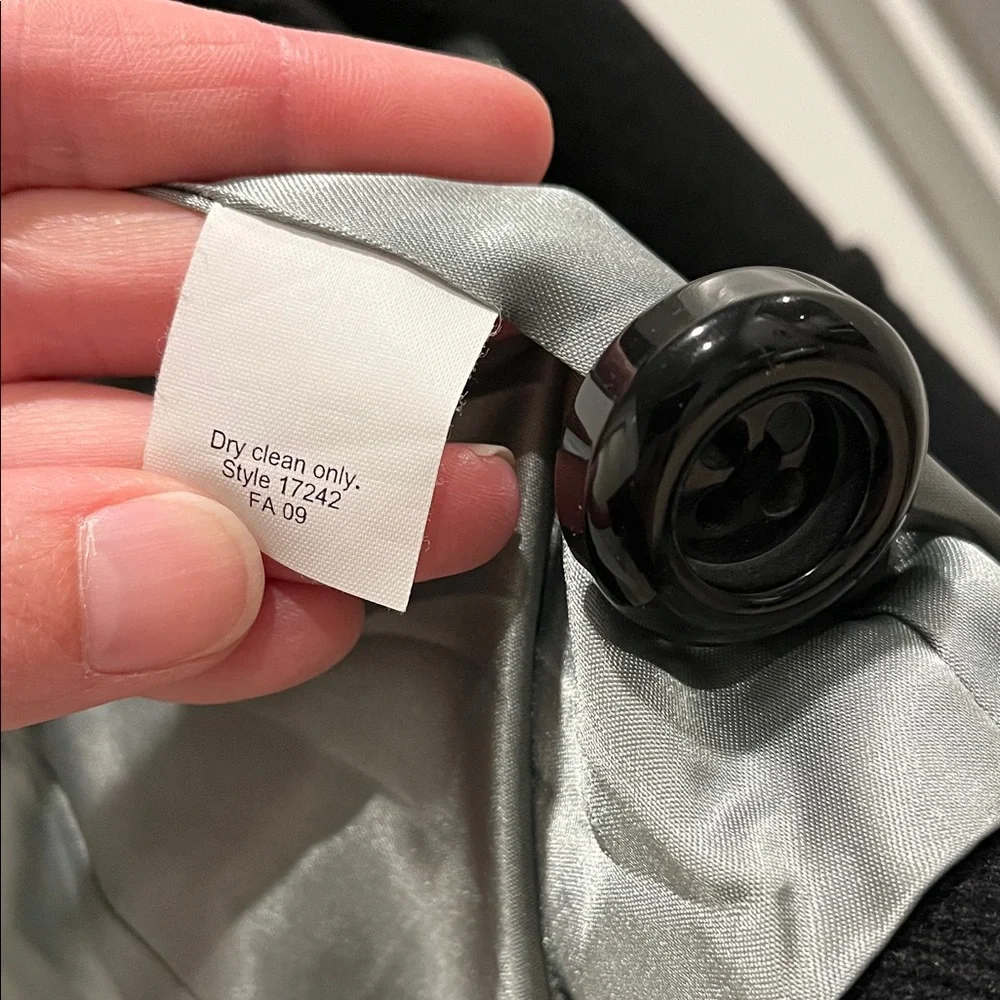 Dry clean only.
Style 17242
FA 09